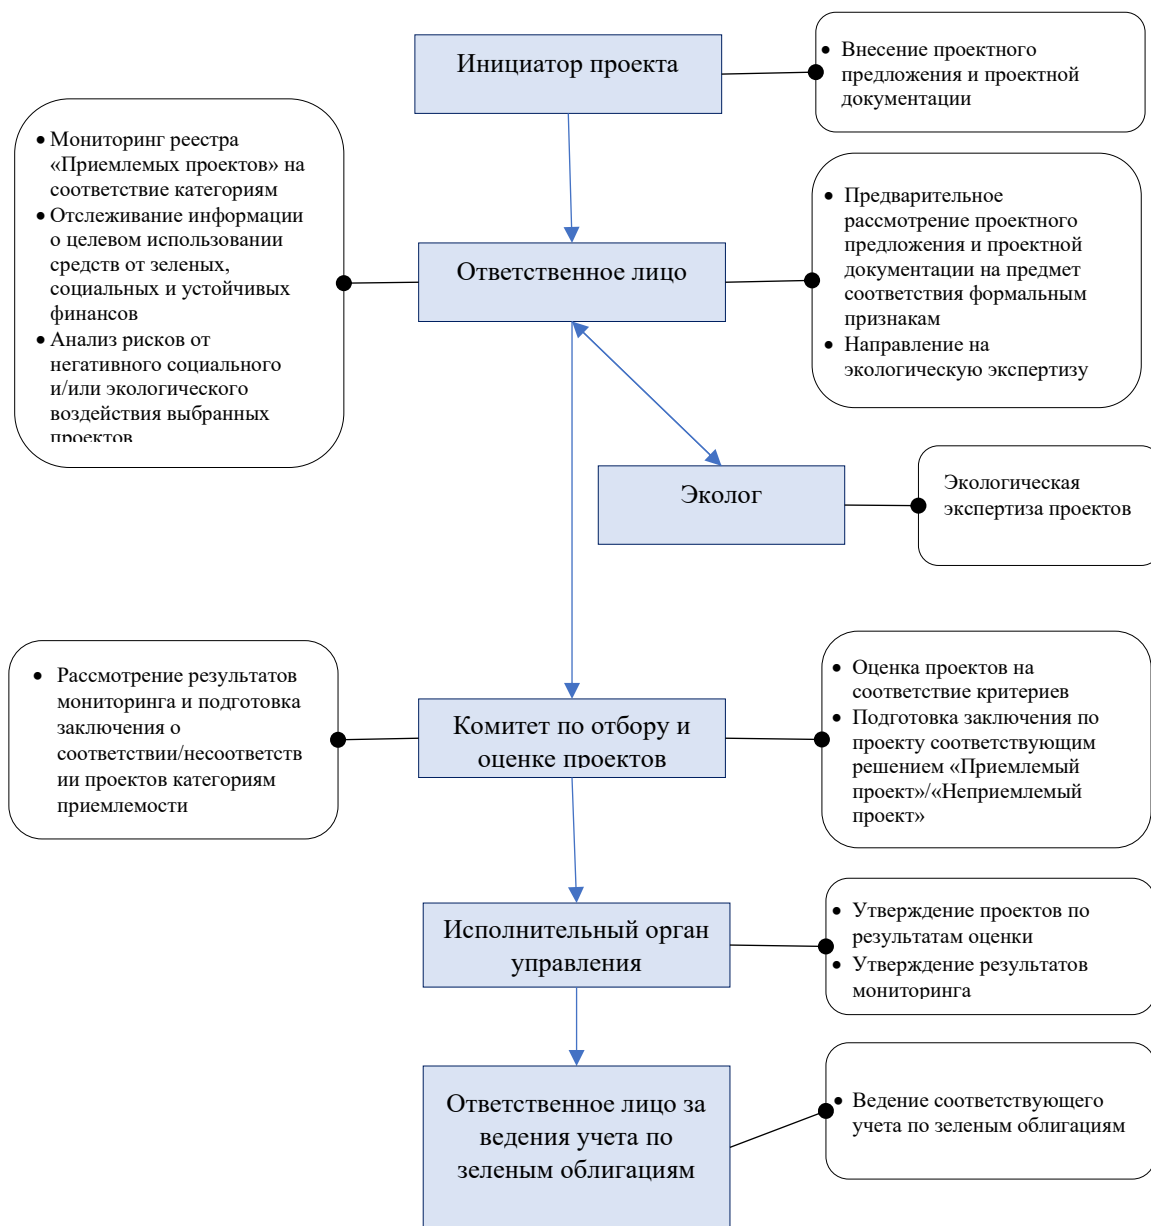 Инициатор проекта
• Внесение проектного
предложения и проектной
документации
• Мониторинг реестра
«Приемлемых проектов» на
соответствие категориям
• Отслеживание информации
о целевом использовании
средств от зеленых,
социальных и устойчивых
финансов
• Анализ рисков от
негативного социального
и/или экологического
воздействия выбранных
проектов
Ответственное лицо
• Предварительное
рассмотрение проектного
предложения и проектной
документации на предмет
соответствия формальным
признакам
• Направление на
экологическую экспертизу
Эколог
Экологическая
экспертиза проектов
• Рассмотрение результатов
мониторинга и подготовка
заключения о
соответствии/несоответств
ии проектов категориям
приемлемости
Комитет по отбору и
оценке проектов
• Оценка проектов на
соответствие критериев
• Подготовка заключения по
проекту соответствующим
решением «Приемлемый
проект»/«Неприемлемый
проект»
Исполнительный орган
управления
• Утверждение проектов по
результатам оценки
• Утверждение результатов
мониторинга
Ответственное лицо за
ведения учета по
зеленым облигациям
• Ведение соответствующего
учета по зеленым облигациям